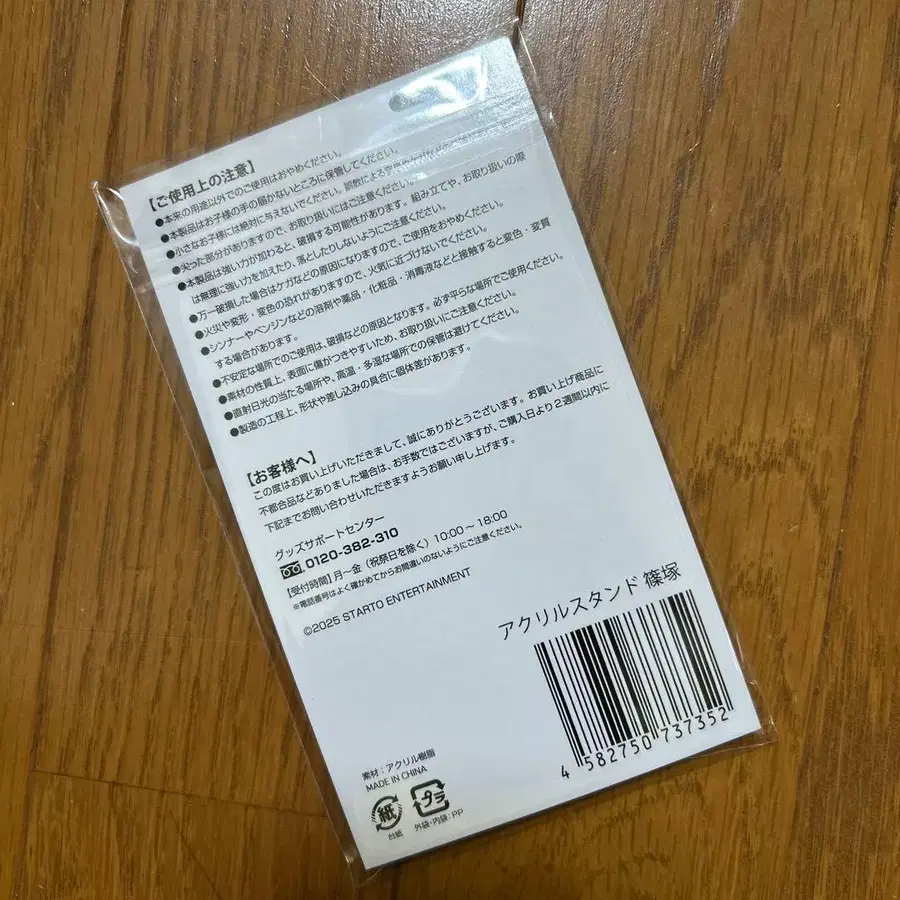 【ご使用上の注意】
●本来の用途以外でのご使用はおやめください。
●本製品はお子様の手の届かないところに保管してください。
●小さなお子様には絶対に与えないでください。誤飲による窒息やケガなどの
●尖った部分がありますので、お取り扱いにはご注意ください。
●本製品は強い力が加わると、破損する可能性があります。組み立てや、お取り扱いの際
は無理に強い力を加えたり、落としたりしないようにご注意ください。
●万一破損した場合はケガなどの原因になりますので、ご使用をおやめください。
●火災や変形・変色の恐れがありますので、火気に近づけないでください。
●シンナーやベンジンなどの溶剤や薬品・化粧品・消毒液などと接触すると変色・変質
する場合があります。
●不安定な場所でのご使用は、破損などの原因となります。必ず平らな場所でご使用ください。
●素材の性質上、表面に傷がつきやすいため、お取り扱いにご注意ください。
●直射日光の当たる場所や、高温・多湿な場所での保管は避けてください。
●製造の工程上、形状や差し込みの具合に個体差があります。
【お客様へ】
この度はお買い上げいただきまして、誠にありがとうございます。お買い上げ商品に
不都合品などありました場合は、お手数ではございますが、ご購入日より2週間以内に
下記までお問い合わせいただきますようお願い申し上げます。
グッズサポートセンター
0120-382-310
【受付時間】月〜金（祝祭日を除く）10:00〜18:00
※電話番号はよく確かめてからお間違いのないようにご注意ください。
©2025 STARTO ENTERTAINMENT
アクリルスタンド 篠塚
4 582750 737352
素材：アクリル樹脂
MADE IN CHINA
紙
プラ
台紙
外袋・内袋：PP